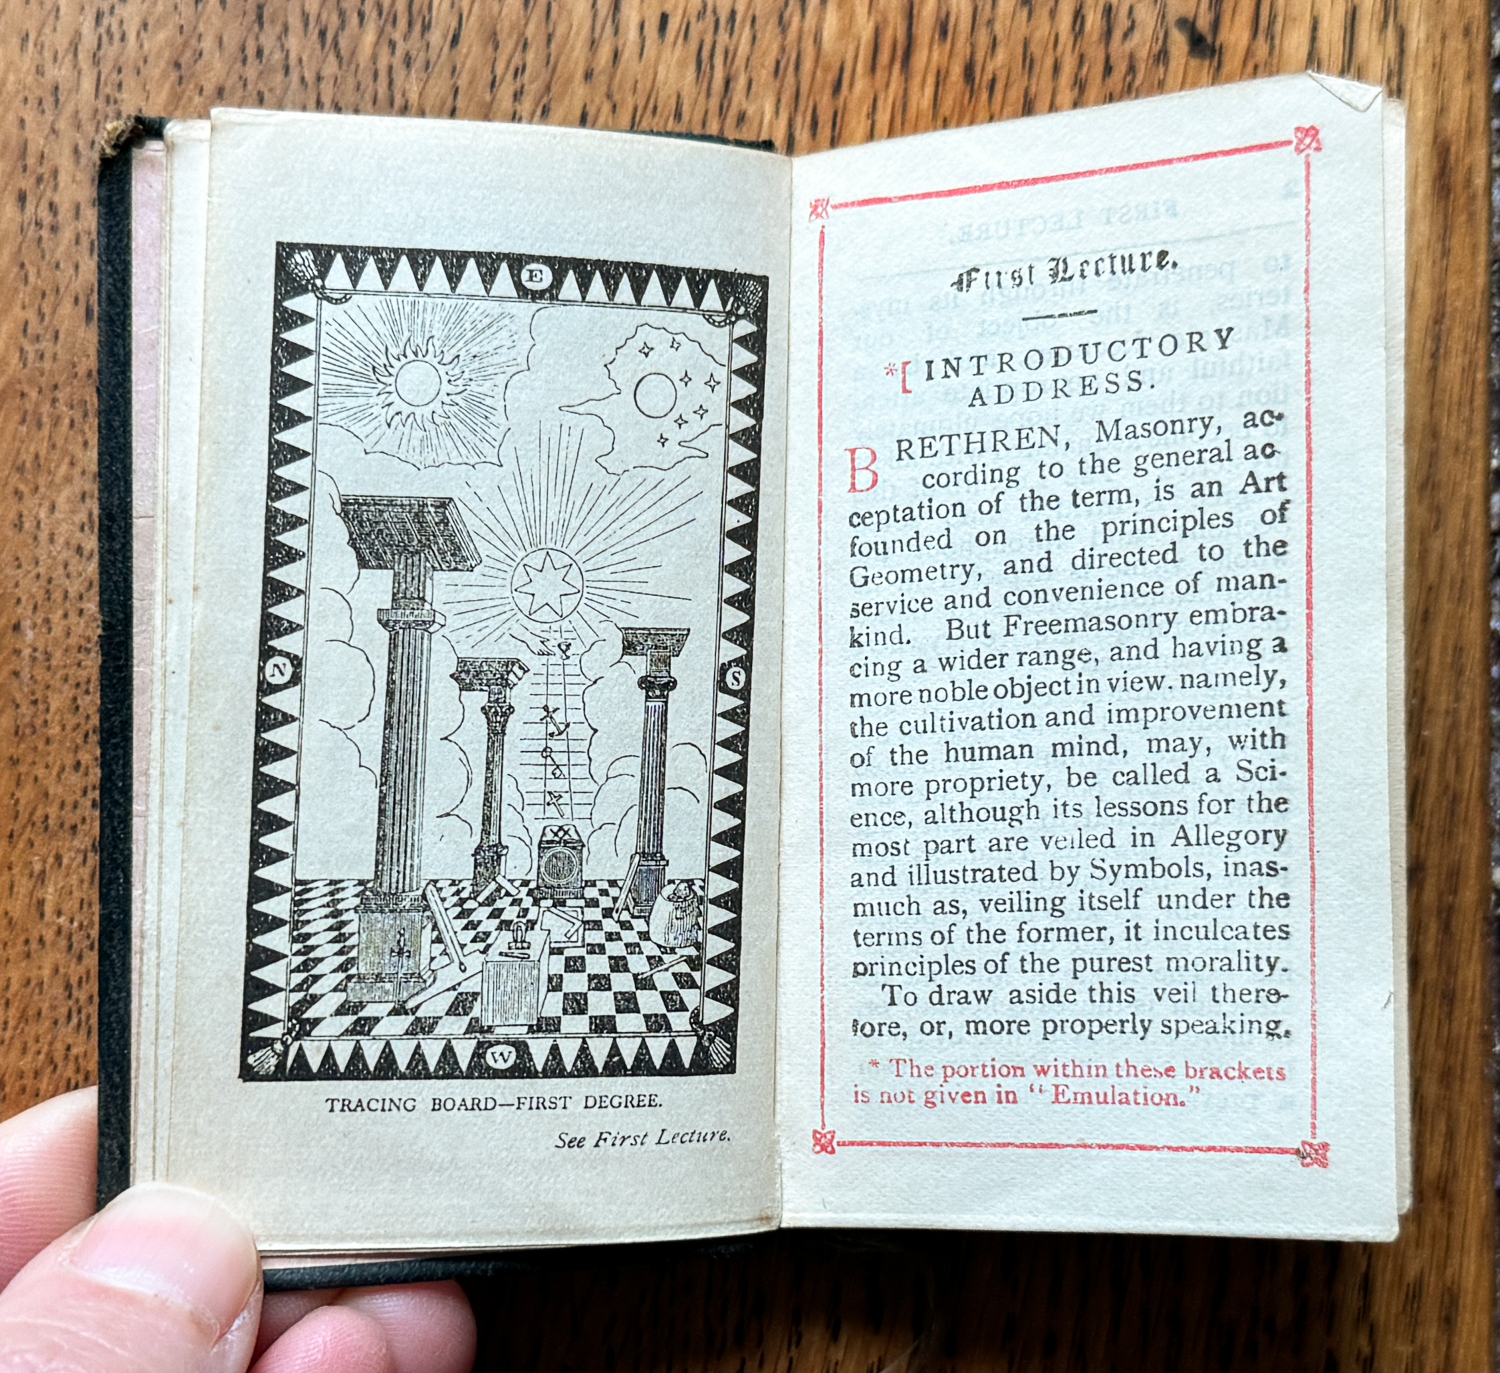 E
N
S
W
TRACING BOARD—FIRST DEGREE.
See First Lecture.
First Lecture.
*[INTRODUCTORY
ADDRESS.
BRETHREN, Masonry, ac-
cording to the general ac
ceptation of the term, is an Art
founded on the principles of
Geometry, and directed to the
service and convenience of man-
kind. But Freemasonry embra-
cing a wider range, and having a
more noble object in view. namely,
the cultivation and improvement
of the human mind, may, with
more propriety, be called a Sci-
ence, although its lessons for the
most part are veiled in Allegory
and illustrated by Symbols, inas-
much as, veiling itself under the
terms of the former, it inculcates
principles of the purest morality.
To draw aside this veil there-
fore, or, more properly speaking,
* The portion within these brackets
is not given in "Emulation."